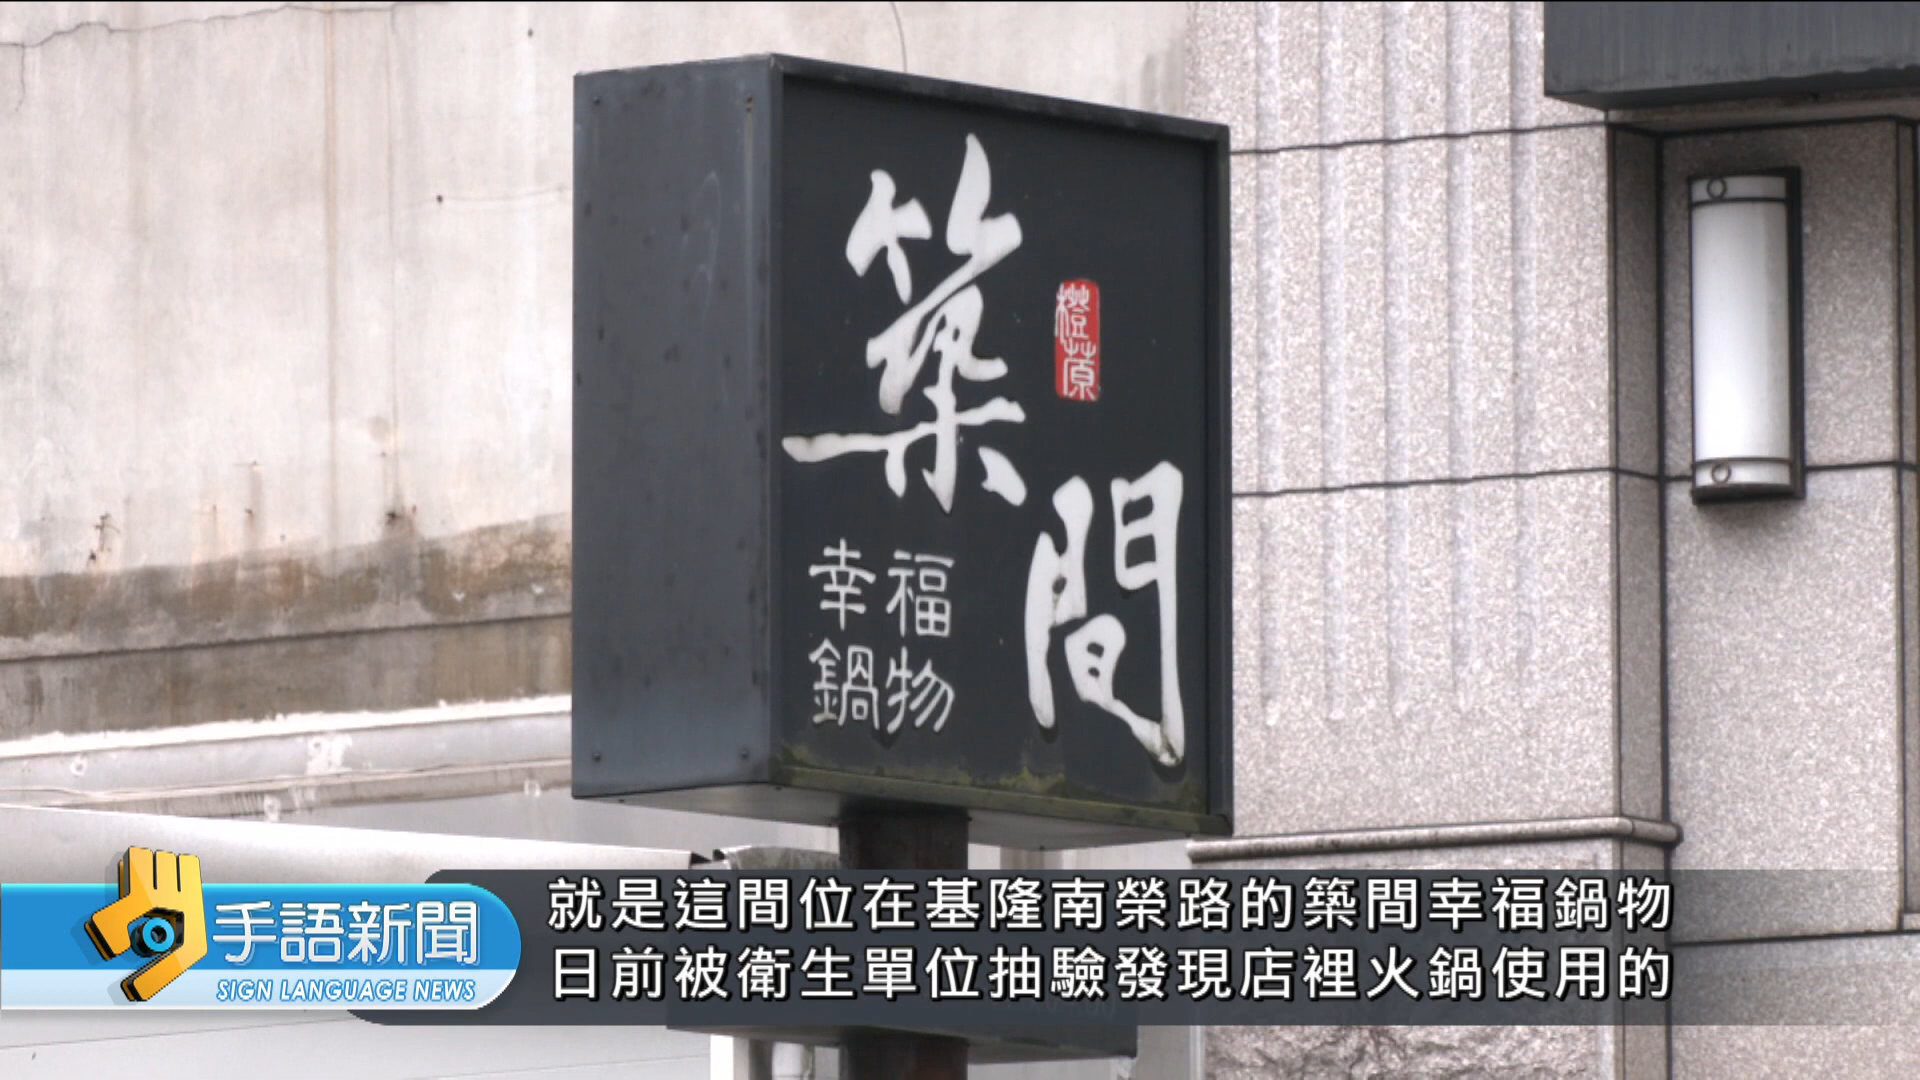 築間
橙原
幸福
鍋物
手語新聞
SIGN LANGUAGE NEWS
就是這間位在基隆南榮路的築間幸福鍋物
日前被衛生單位抽驗發現店裡火鍋使用的